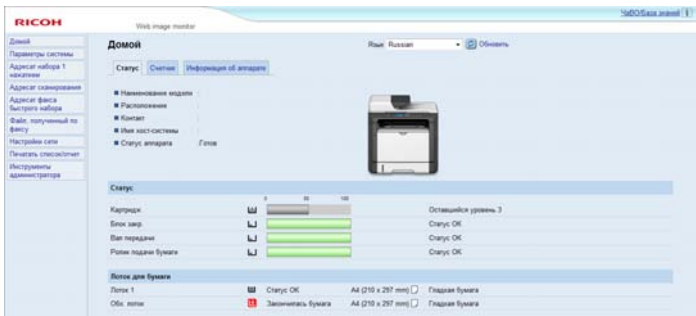 ЧаВО/База знаний
RICOH
Web image monitor
Домой
Параметры системы
Адресат набора 1
нажатием
Адресат сканирования
Адресат факса
быстрого набора
Файл, полученный по
факсу
Настройки сети
Печатать список/отчет
Инструменты
администратора
Домой
Язык Russian
Обновить
Статус Счетчик Информация об аппарате
Наименование модели :
Расположение :
Контакт :
Имя хост-системы :
Статус аппарата Готов
Статус
0 50 100
Картридж Оставшийся уровень 3
Блок закр. Статус OK
Вал передачи Статус OK
Ролик подачи бумаги Статус OK
Лоток для бумаги
Лоток 1 Статус OK A4 (210 x 297 mm) Гладкая бумага
Обх. лоток Закончилась бумага A4 (210 x 297 mm) Гладкая бумага